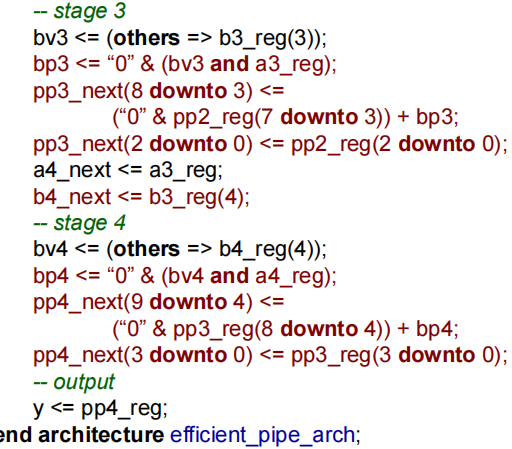 -- stage 3
bv3 <= (others => b3_reg(3));
bp3 <= “0” & (bv3 and a3_reg);
pp3_next(8 downto 3) <=
(“0” & pp2_reg(7 downto 3)) + bp3;
pp3_next(2 downto 0) <= pp2_reg(2 downto 0);
a4_next <= a3_reg;
b4_next <= b3_reg(4);
-- stage 4
bv4 <= (others => b4_reg(4));
bp4 <= “0” & (bv4 and a4_reg);
pp4_next(9 downto 4) <=
(“0” & pp3_reg(8 downto 4)) + bp4;
pp4_next(3 downto 0) <= pp3_reg(3 downto 0);
-- output
y <= pp4_reg;
end architecture efficient_pipe_arch;